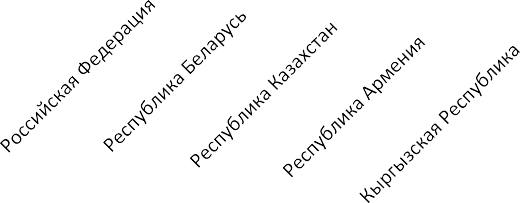 Российская Федерация
Республика Беларусь
Республика Казахстан
Республика Армения
Кыргызская Республика